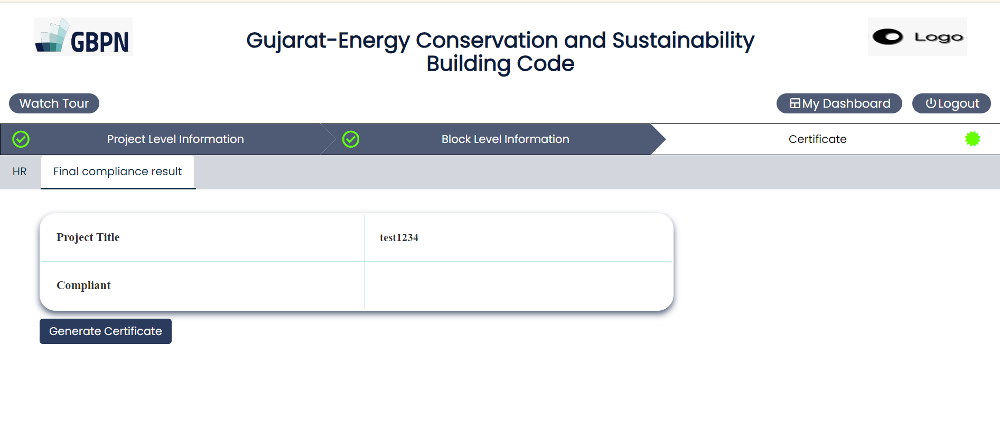 GBPN
Gujarat-Energy Conservation and Sustainability
Building Code
Logo
Watch Tour
My Dashboard
Logout
Project Level Information
Block Level Information
Certificate
HR
Final compliance result
Project Title
test1234
Compliant
Generate Certificate